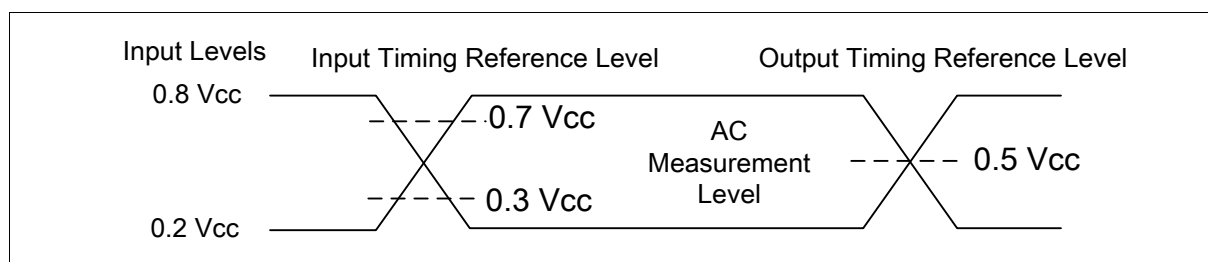 Input Levels
Input Timing Reference Level
Output Timing Reference Level
0.8 Vcc
0.7 Vcc
AC
Measurement
Level
0.5 Vcc
0.3 Vcc
0.2 Vcc